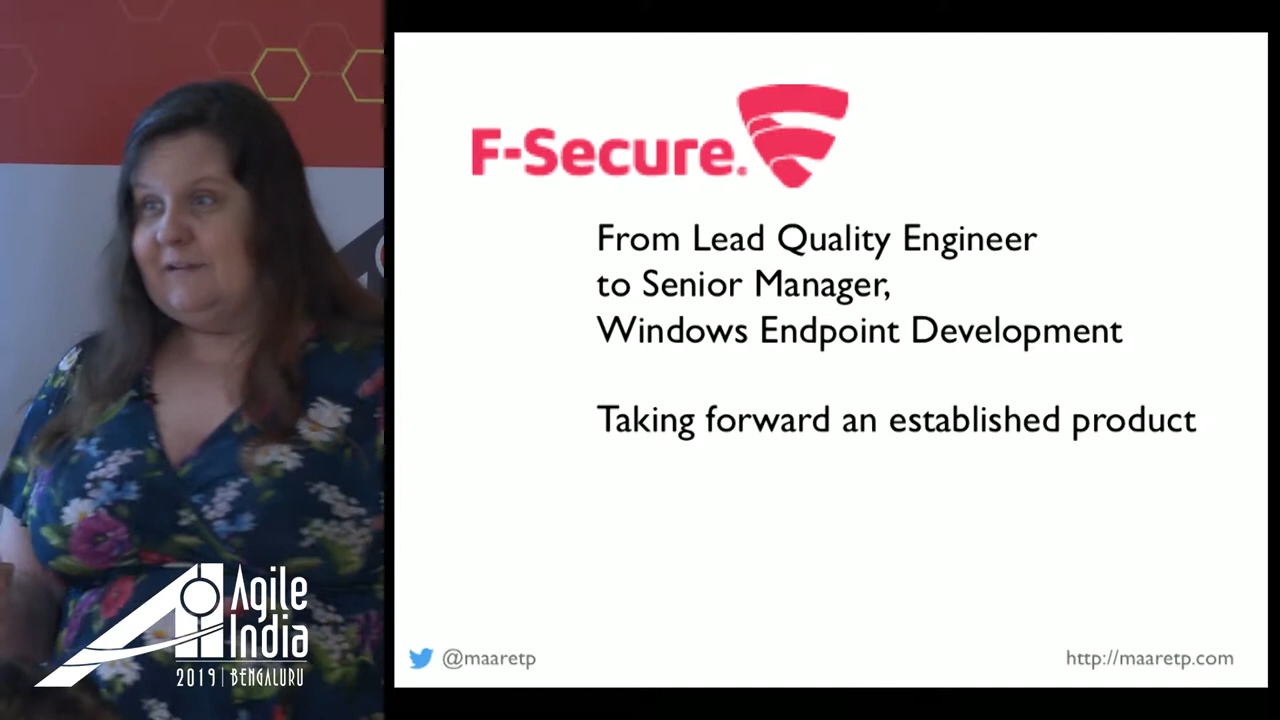 F-Secure.
From Lead Quality Engineer
to Senior Manager,
Windows Endpoint Development
Taking forward an established product
@maaretp
http://maaretp.com
Agile
India
2019 | BENGALURU